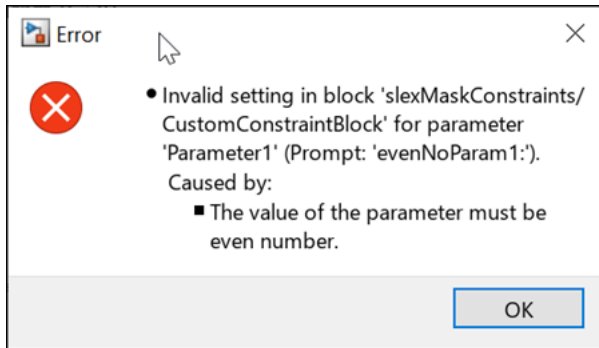 Error
• Invalid setting in block 'slexMaskConstraints/
CustomConstraintBlock' for parameter
'Parameter1' (Prompt: 'evenNoParam1:').
Caused by:
▪ The value of the parameter must be
even number.
OK